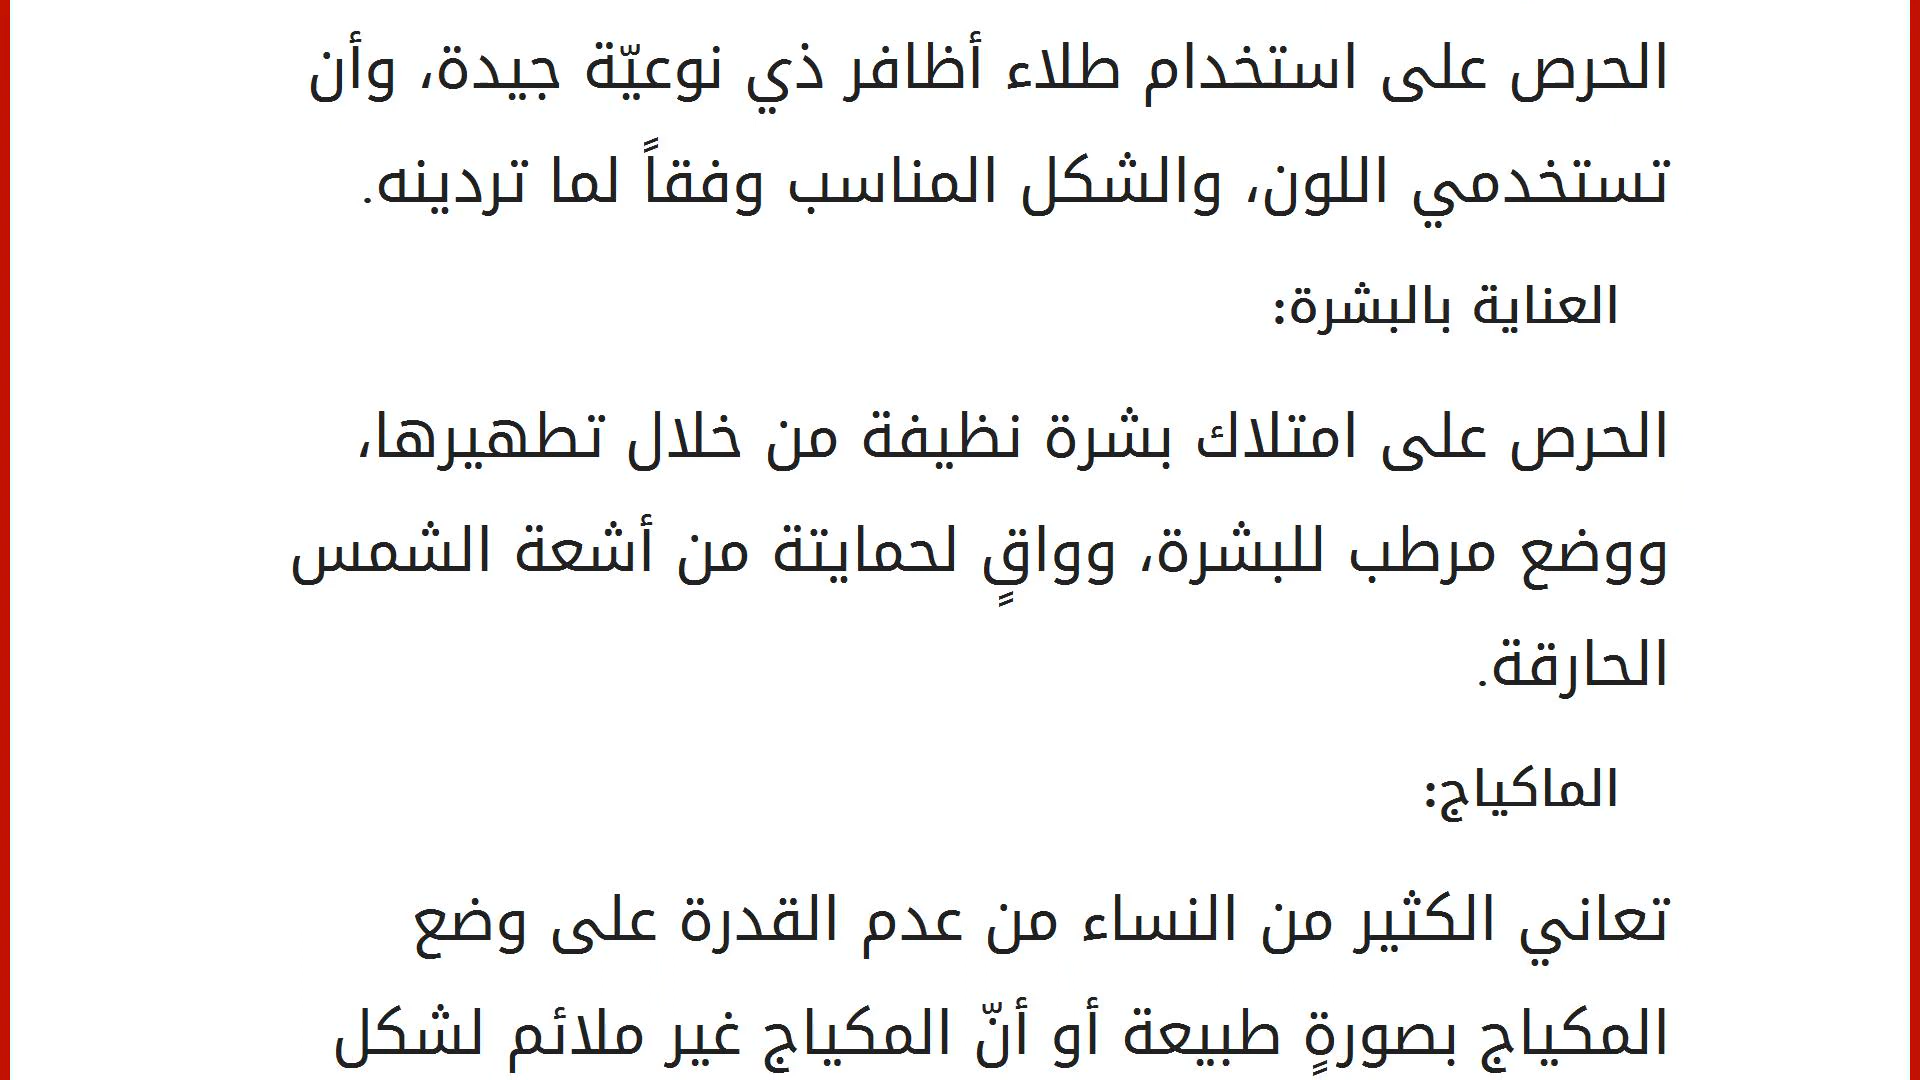 الحرص على استخدام طلاء أظافر ذي نوعيّة جيدة، وأن
تستخدمي اللون، والشكل المناسب وفقاً لما تردينه.
العناية بالبشرة:
الحرص على امتلاك بشرة نظيفة من خلال تطهيرها،
ووضع مرطب للبشرة، وواقٍ لحمايتة من أشعة الشمس
الحارقة.
الماكياج:
تعاني الكثير من النساء من عدم القدرة على وضع
المكياج بصورةٍ طبيعة أو أنّ المكياج غير ملائم لشكل